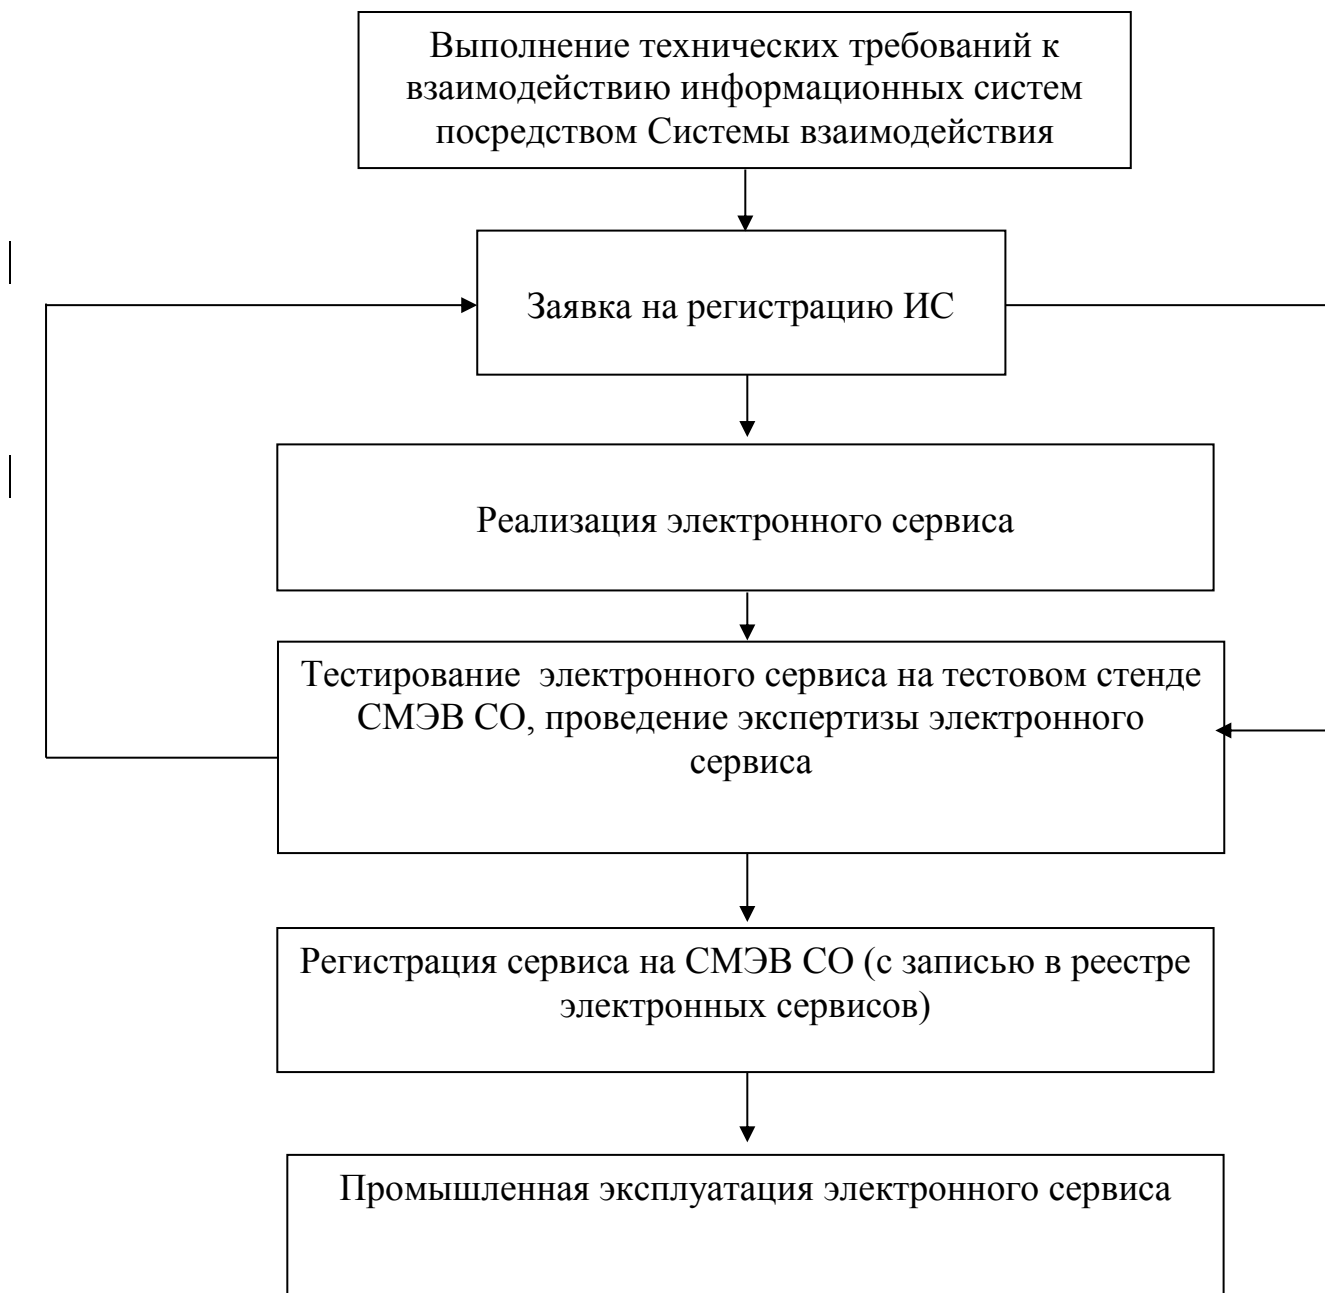 Выполнение технических требований к
взаимодействию информационных систем
посредством Системы взаимодействия
Заявка на регистрацию ИС
Реализация электронного сервиса
Тестирование  электронного сервиса на тестовом стенде
СМЭВ СО, проведение экспертизы электронного
сервиса
Регистрация сервиса на СМЭВ СО (с записью в реестре
электронных сервисов)
Промышленная эксплуатация электронного сервиса